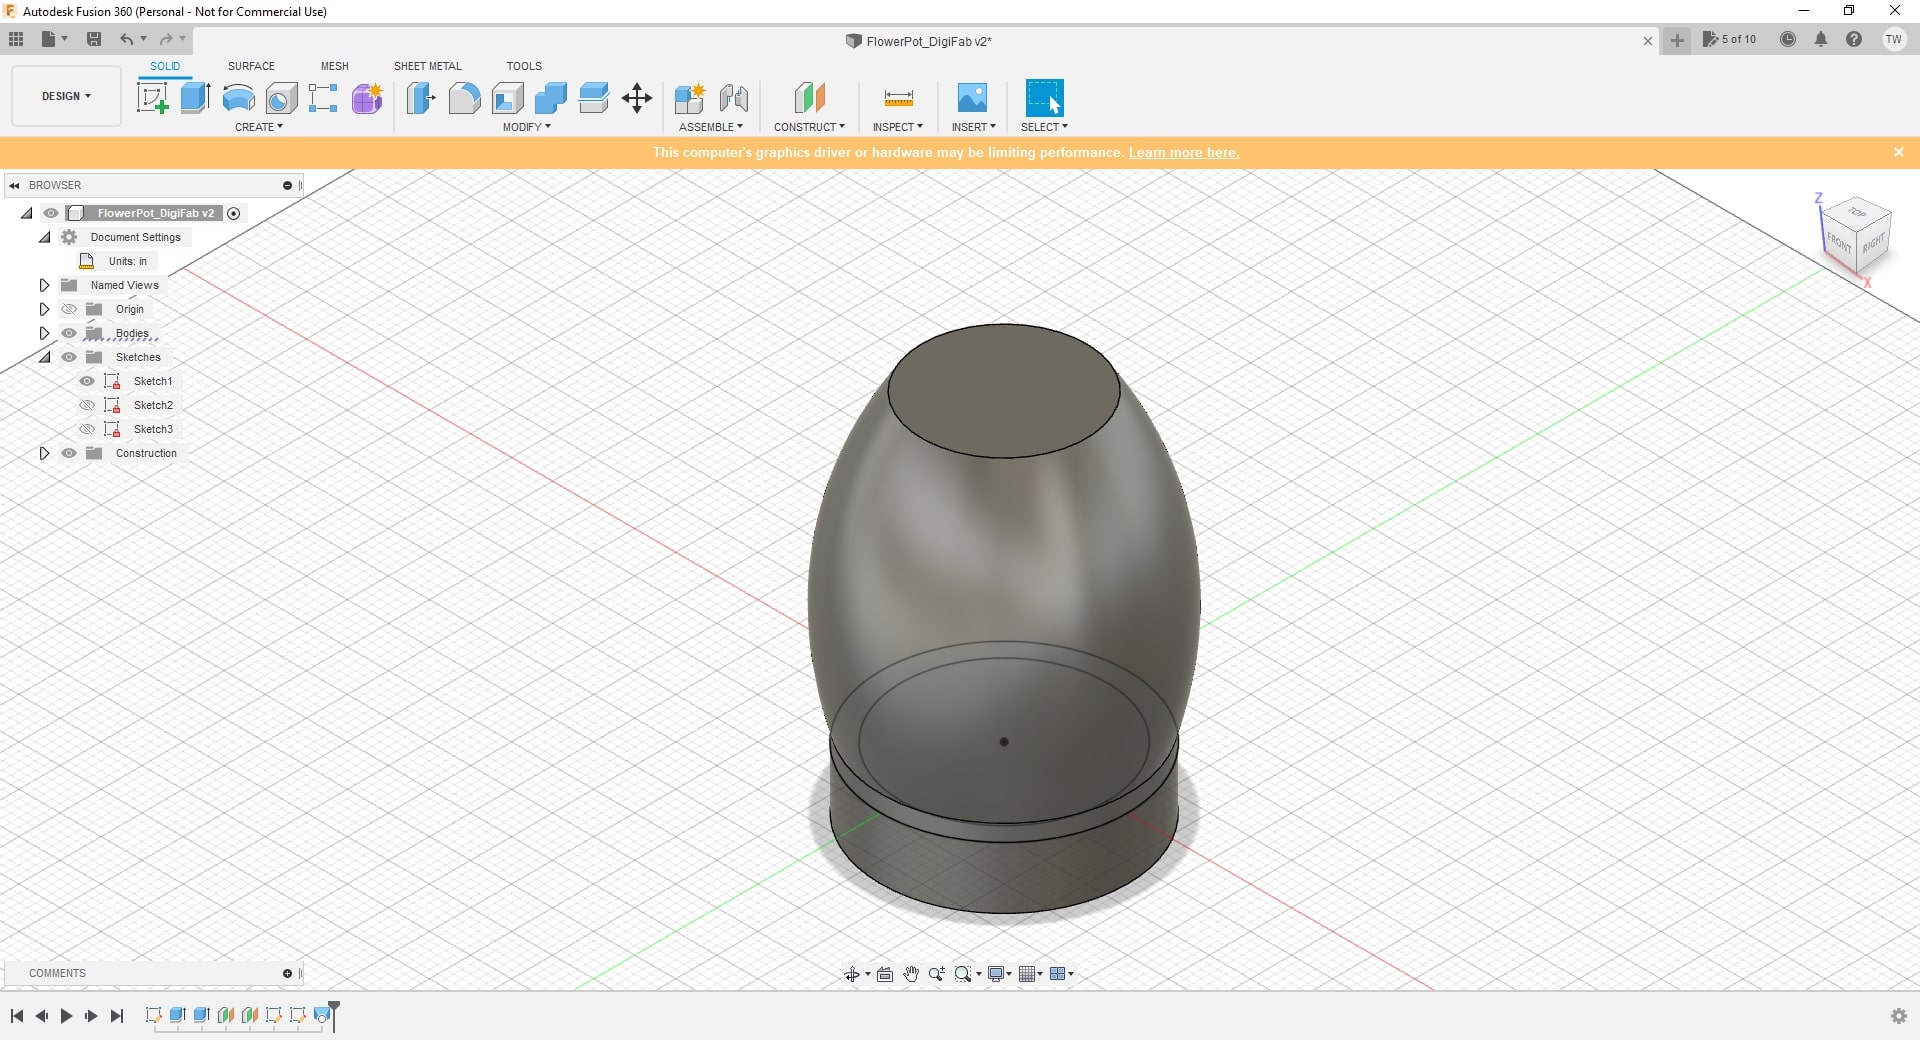 Autodesk Fusion 360 (Personal - Not for Commercial Use)
FlowerPot_DigiFab v2*
5 of 10
TW
DESIGN
SOLID
SURFACE
MESH
SHEET METAL
TOOLS
CREATE
MODIFY
ASSEMBLE
CONSTRUCT
INSPECT
INSERT
SELECT
This computer's graphics driver or hardware may be limiting performance. Learn more here.
BROWSER
FlowerPot_DigiFab v2
Document Settings
Units: in
Named Views
Origin
Bodies
Sketches
Sketch1
Sketch2
Sketch3
Construction
Z
TOP
FRONT
RIGHT
X
COMMENTS